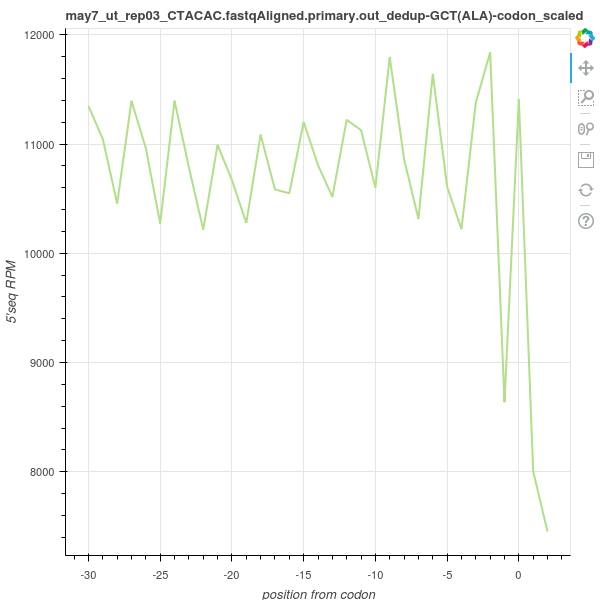 may7_ut_rep03_CTACAC.fastqAligned.primary.out_dedup-GCT(ALA)-codon_scaled
12000
11000
10000
9000
8000
5'seq RPM
-30 -25 -20 -15 -10 -5 0
position from codon